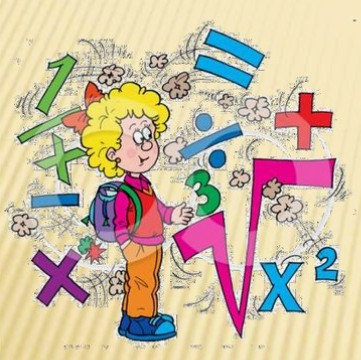 1/x
=
÷
+
−
×
3√x²